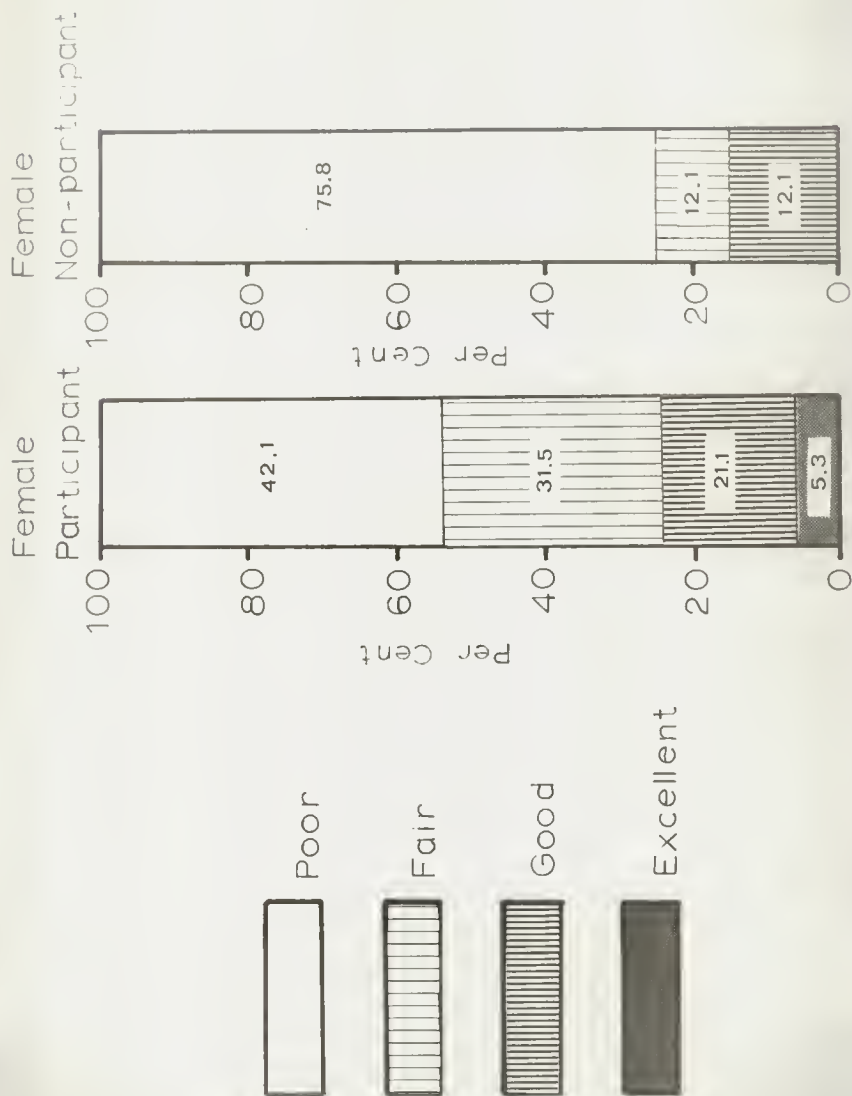 Female
Participant
100
80
60
40
20
0
Per Cent
42.1
31.5
21.1
5.3
Female
Non-participant
100
80
60
40
20
0
Per Cent
75.8
12.1
12.1
Poor
Fair
Good
Excellent